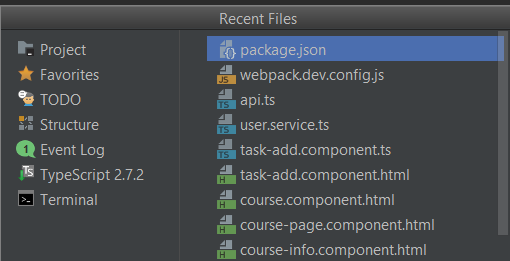 Recent Files
Project
Favorites
TODO
Structure
1
Event Log
TypeScript 2.7.2
Terminal
package.json
webpack.dev.config.js
api.ts
user.service.ts
task-add.component.ts
task-add.component.html
course.component.html
course-page.component.html
course-info.component.html